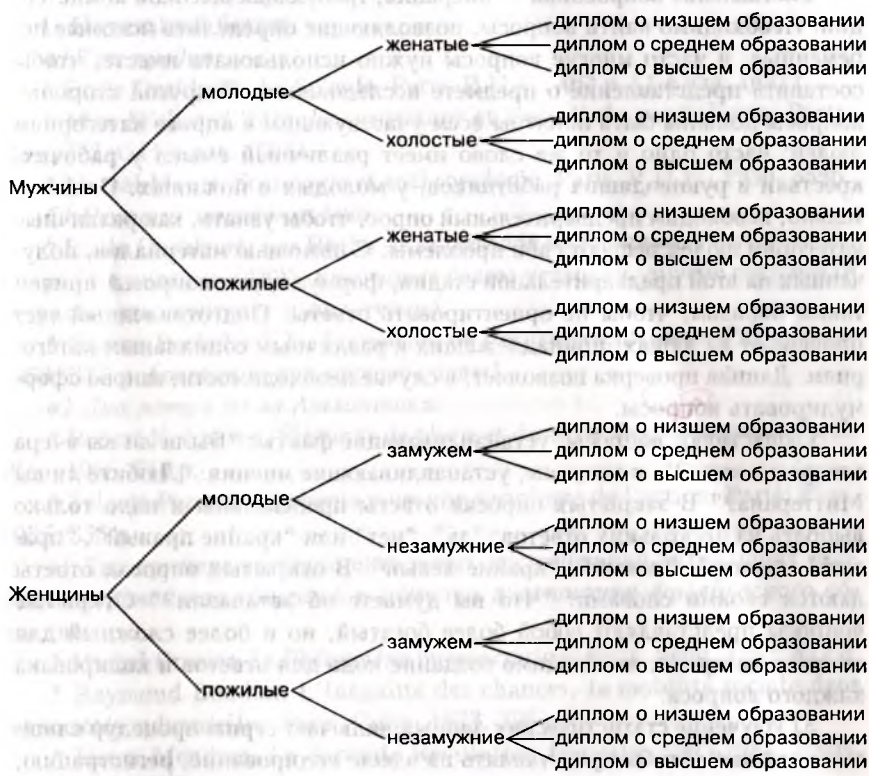 диплом о низшем образовании
женатые диплом о среднем образовании
диплом о высшем образовании
молодые
диплом о низшем образовании
холостые диплом о среднем образовании
диплом о высшем образовании
Мужчины
диплом о низшем образовании
женатые диплом о среднем образовании
диплом о высшем образовании
пожилые
диплом о низшем образовании
холостые диплом о среднем образовании
диплом о высшем образовании
диплом о низшем образовании
замужем диплом о среднем образовании
диплом о высшем образовании
молодые
диплом о низшем образовании
незамужние диплом о среднем образовании
диплом о высшем образовании
Женщины
диплом о низшем образовании
замужем диплом о среднем образовании
диплом о высшем образовании
пожилые
диплом о низшем образовании
незамужние диплом о среднем образовании
диплом о высшем образовании